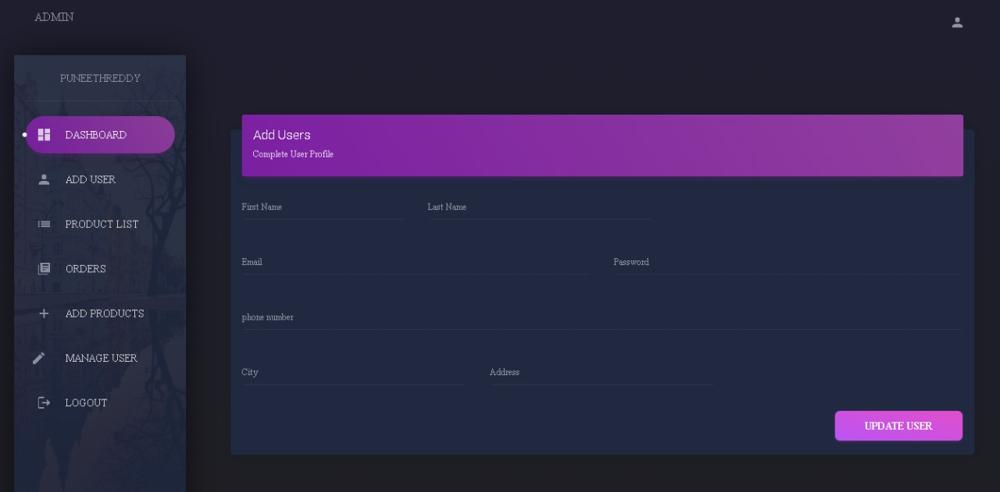 ADMIN
PUNEETHREDDY
DASHBOARD
ADD USER
PRODUCT LIST
ORDERS
ADD PRODUCTS
MANAGE USER
LOGOUT
Add Users
Complete User Profile
First Name
Last Name
Email
Password
phone number
City
Address
UPDATE USER